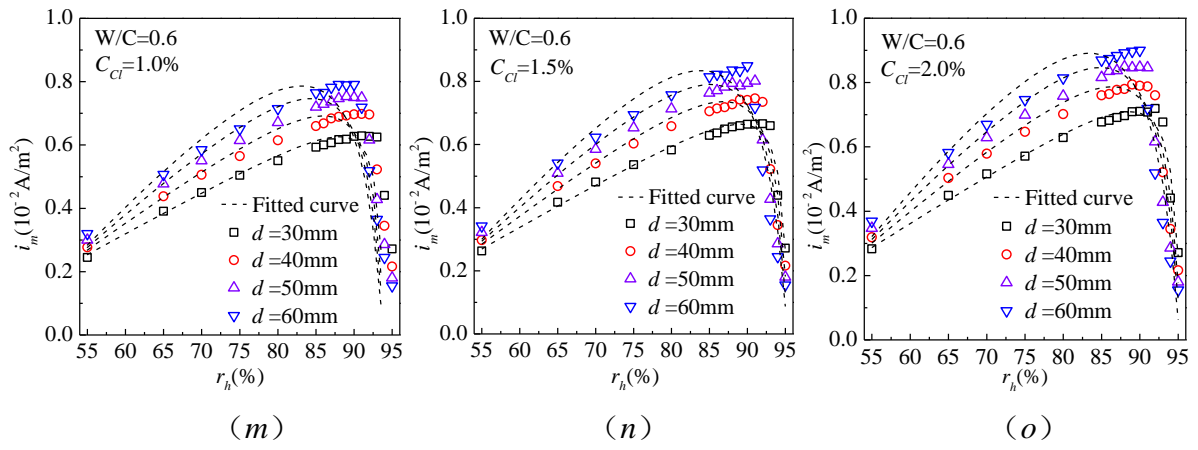 1.0
0.8
0.6
0.4
0.2
0.0
i_m(10^-2 A/m^2)
W/C=0.6
C_Cl=1.0%
Fitted curve
d =30mm
d =40mm
d =50mm
d =60mm
55 60 65 70 75 80 85 90 95
r_h(%)
（m）
1.0
0.8
0.6
0.4
0.2
0.0
i_m(10^-2 A/m^2)
W/C=0.6
C_Cl=1.5%
Fitted curve
d =30mm
d =40mm
d =50mm
d =60mm
55 60 65 70 75 80 85 90 95
r_h(%)
（n）
1.0
0.8
0.6
0.4
0.2
0.0
i_m(10^-2 A/m^2)
W/C=0.6
C_Cl=2.0%
Fitted curve
d =30mm
d =40mm
d =50mm
d =60mm
55 60 65 70 75 80 85 90 95
r_h(%)
（o）